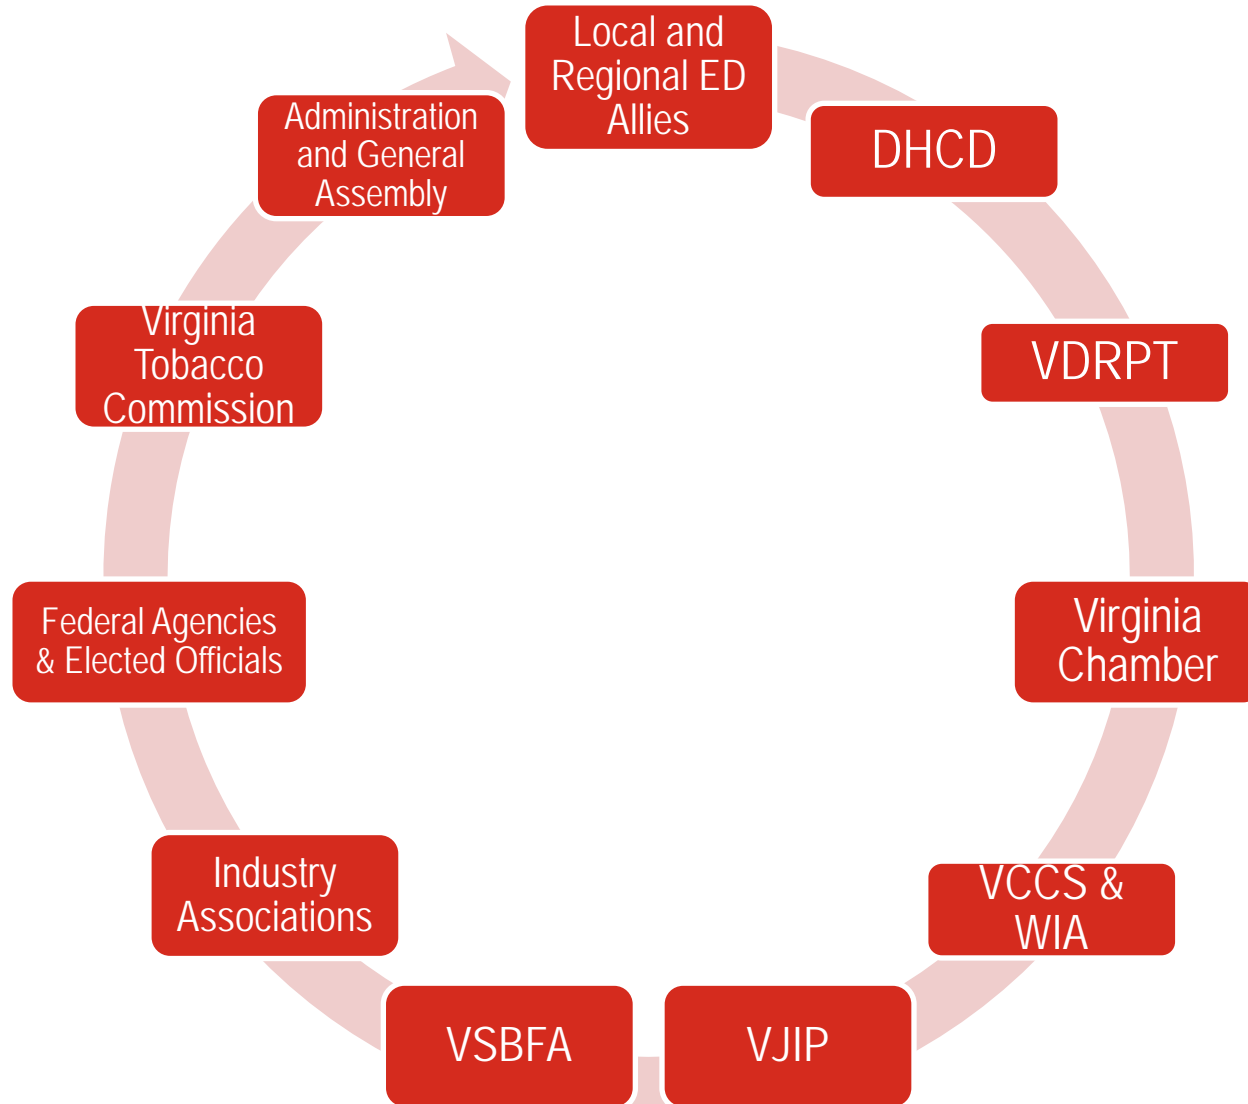 Local and
Regional ED
Allies
DHCD
VDRPT
Virginia
Chamber
VCCS &
WIA
VJIP
VSBFA
Industry
Associations
Federal Agencies
& Elected Officials
Virginia
Tobacco
Commission
Administration
and General
Assembly